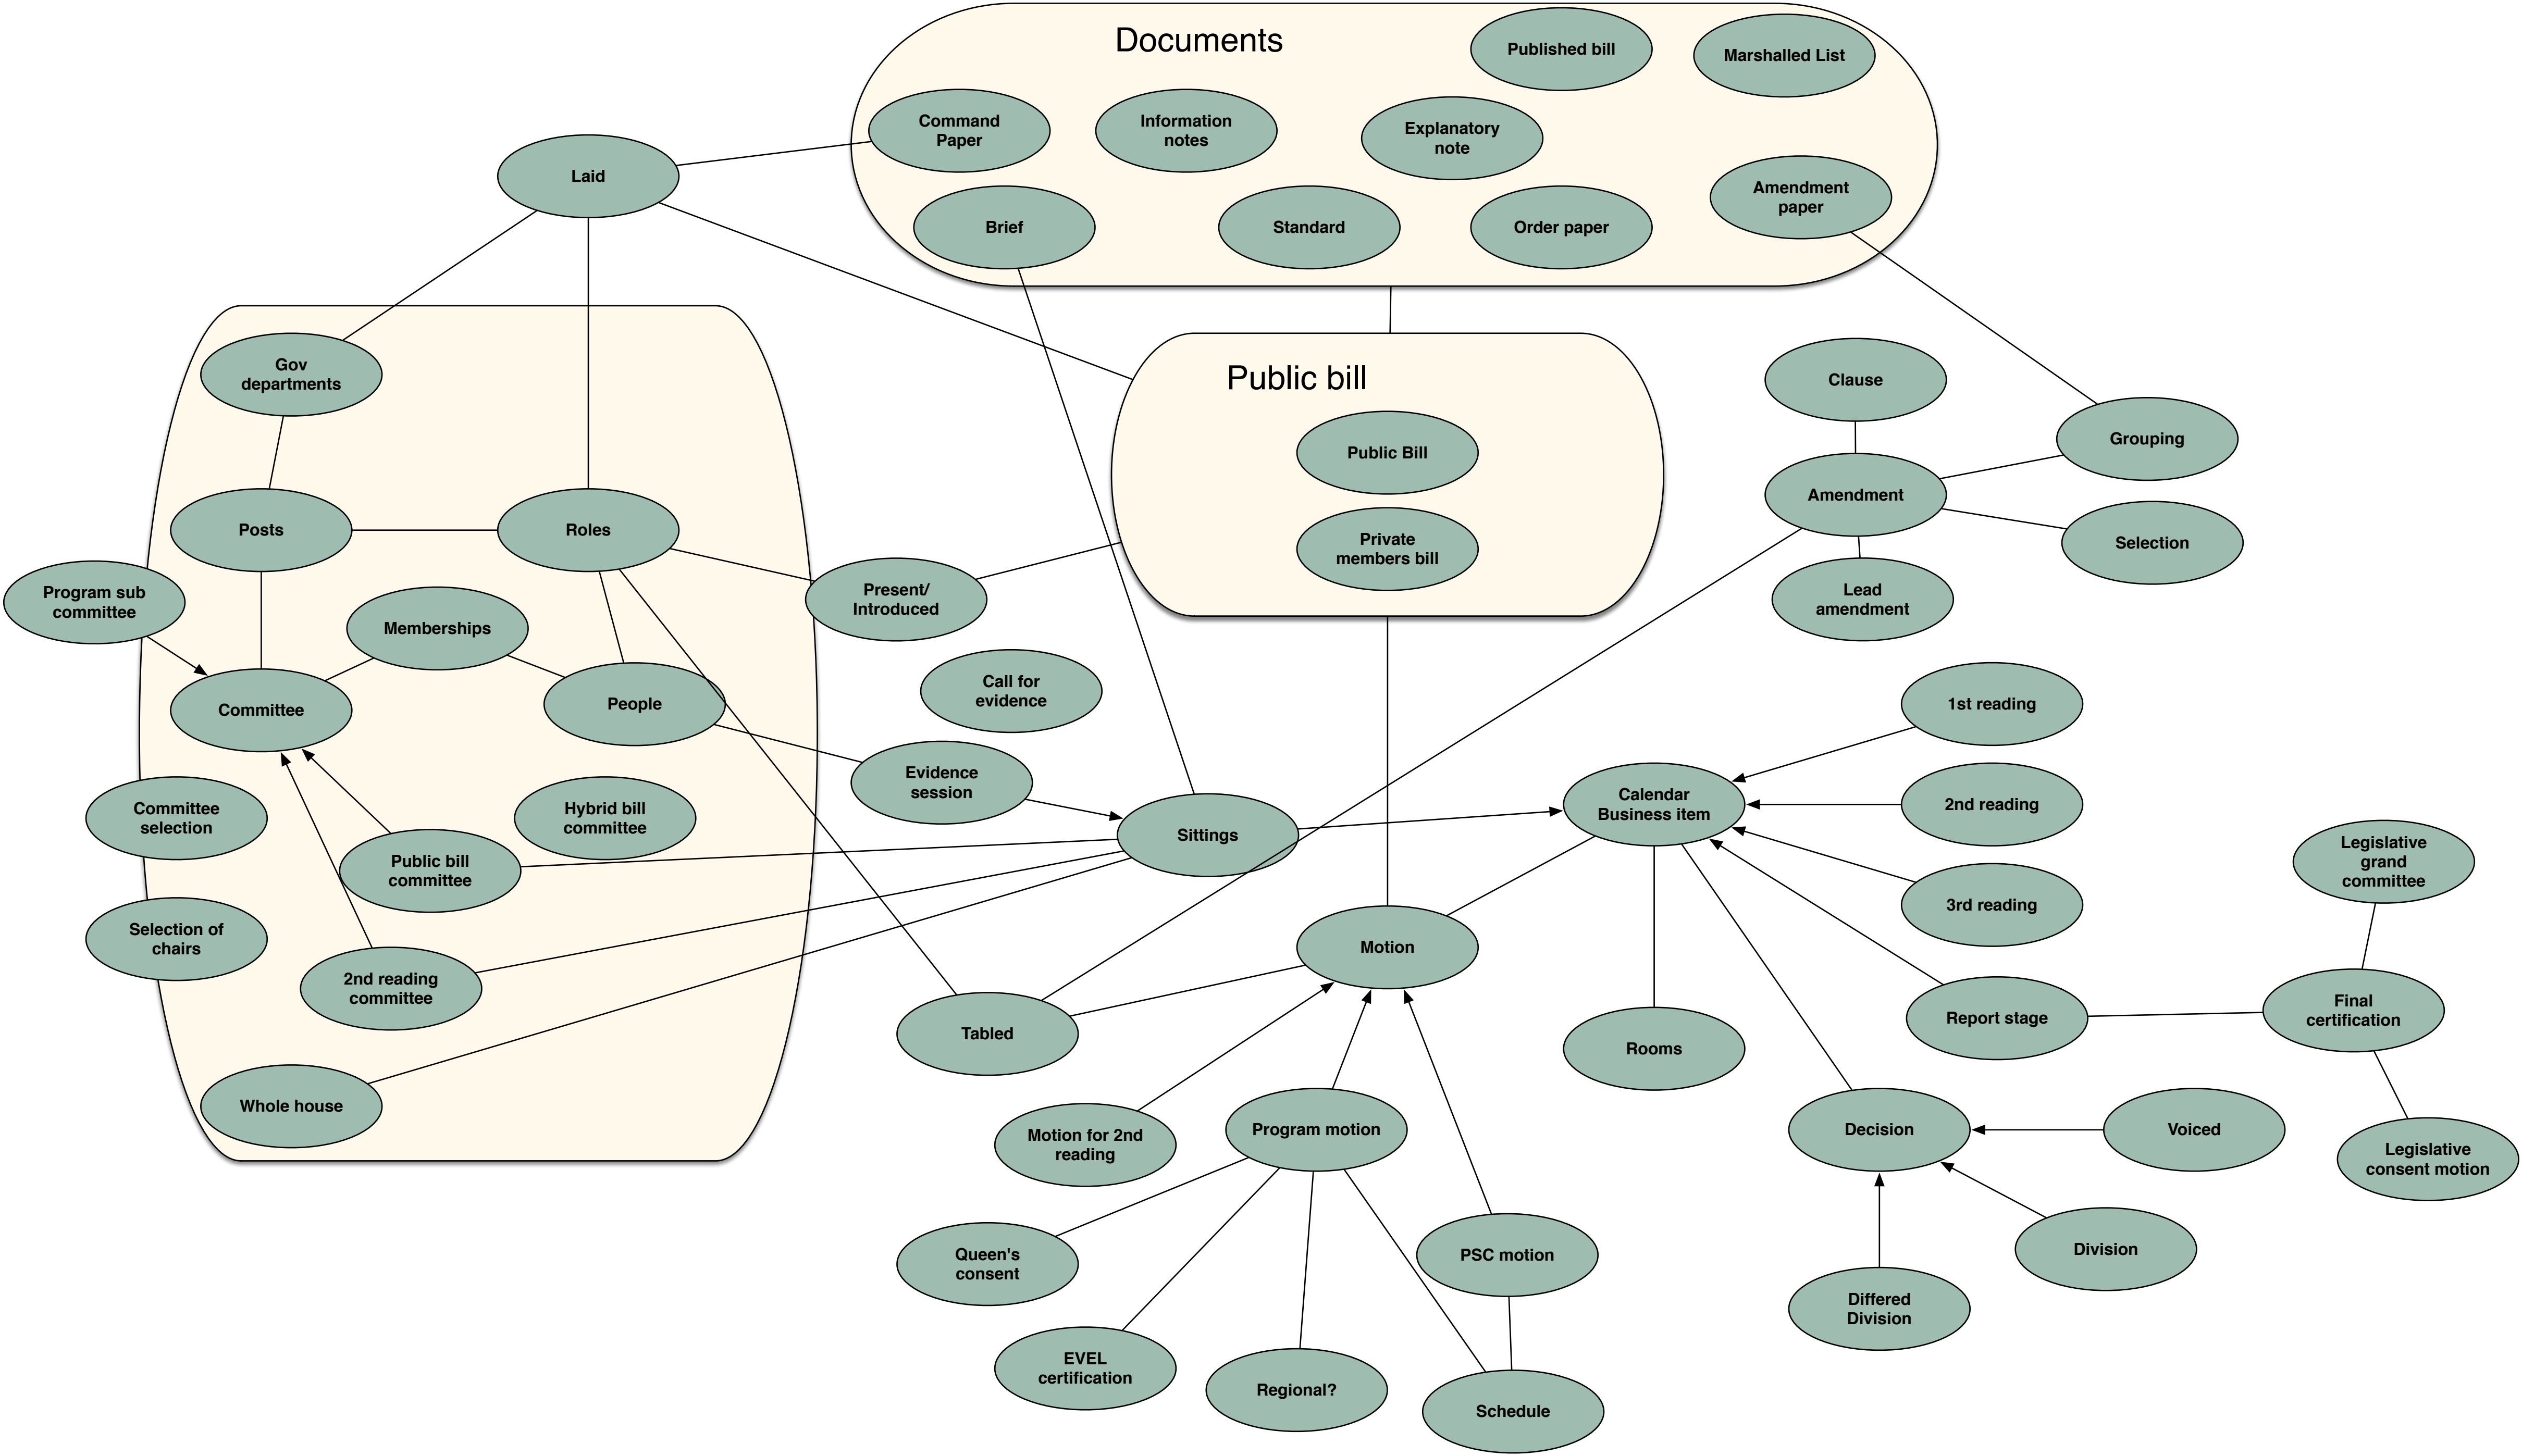 Documents
Published bill
Marshalled List
Command
Paper
Information
notes
Explanatory
note
Laid
Amendment
paper
Brief
Standard
Order paper
Gov
departments
Public bill
Clause
Grouping
Public Bill
Amendment
Posts
Roles
Private
members bill
Selection
Program sub
committee
Present/
Introduced
Lead
amendment
Memberships
Call for
evidence
Committee
People
1st reading
Evidence
session
Calendar
Business item
2nd reading
Committee
selection
Hybrid bill
committee
Sittings
Public bill
committee
Legislative
grand
committee
3rd reading
Selection of
chairs
Motion
2nd reading
committee
Tabled
Rooms
Report stage
Final
certification
Whole house
Motion for 2nd
reading
Program motion
Decision
Voiced
Legislative
consent motion
Queen's
consent
PSC motion
Division
Differed
Division
EVEL
certification
Regional?
Schedule